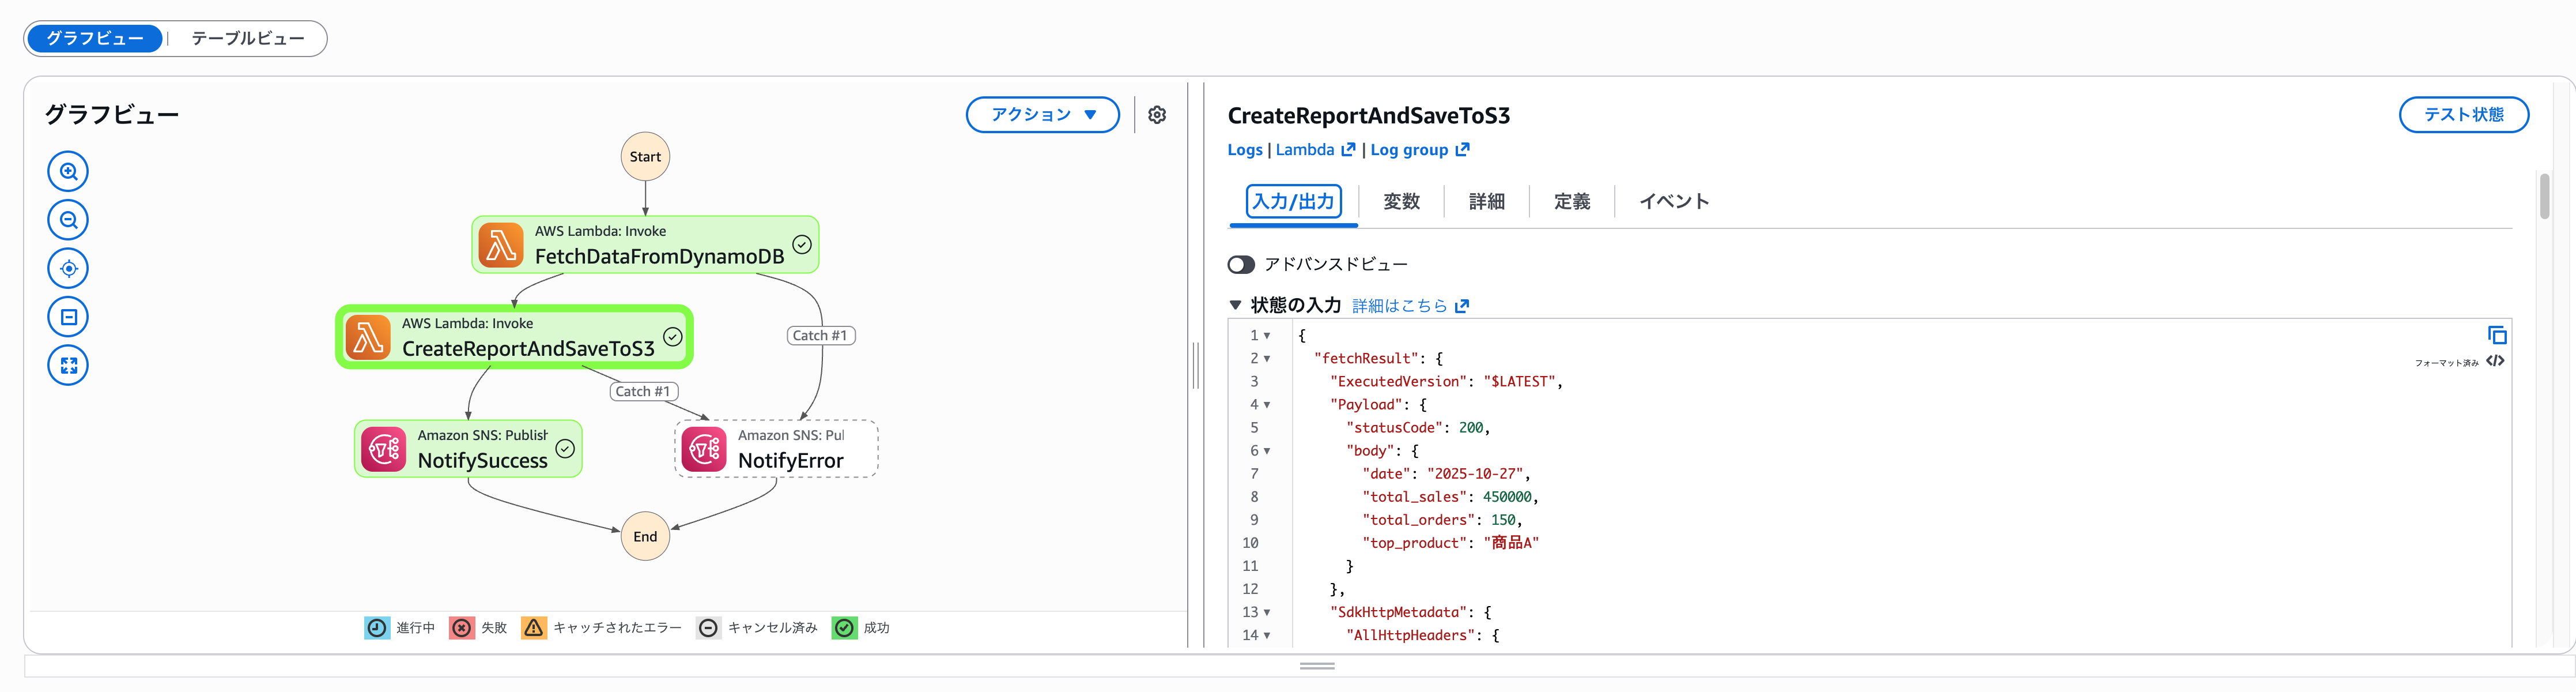 グラフビュー | テーブルビュー
グラフビュー
アクション
Start
AWS Lambda: Invoke
FetchDataFromDynamoDB
AWS Lambda: Invoke
CreateReportAndSaveToS3
Catch #1
Catch #1
Amazon SNS: Publish
NotifySuccess
Amazon SNS: Pul
NotifyError
End
進行中
失敗
キャッチされたエラー
キャンセル済み
成功
CreateReportAndSaveToS3
テスト状態
Logs | Lambda | Log group
入力/出力
変数
詳細
定義
イベント
アドバンスドビュー
状態の入力 詳細はこちら
フォーマット済み
1 {
2 "fetchResult": {
3 "ExecutedVersion": "$LATEST",
4 "Payload": {
5 "statusCode": 200,
6 "body": {
7 "date": "2025-10-27",
8 "total_sales": 450000,
9 "total_orders": 150,
10 "top_product": "商品A"
11 }
12 },
13 "SdkHttpMetadata": {
14 "AllHttpHeaders": {